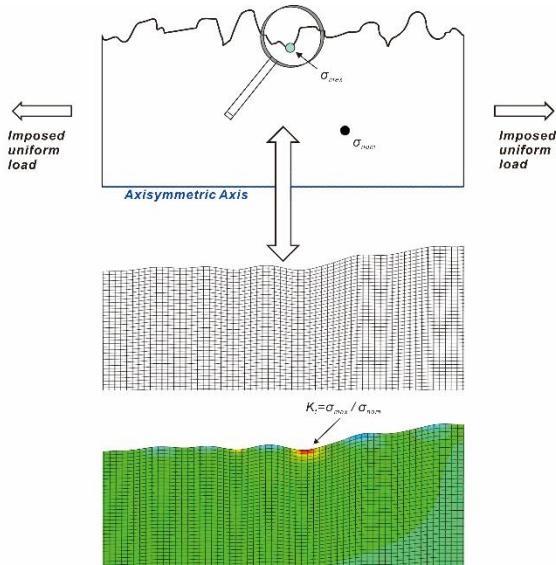 σmax
Imposed
uniform
load
Imposed
uniform
load
σnom
Axisymmetric Axis
Kt=σmax / σnom